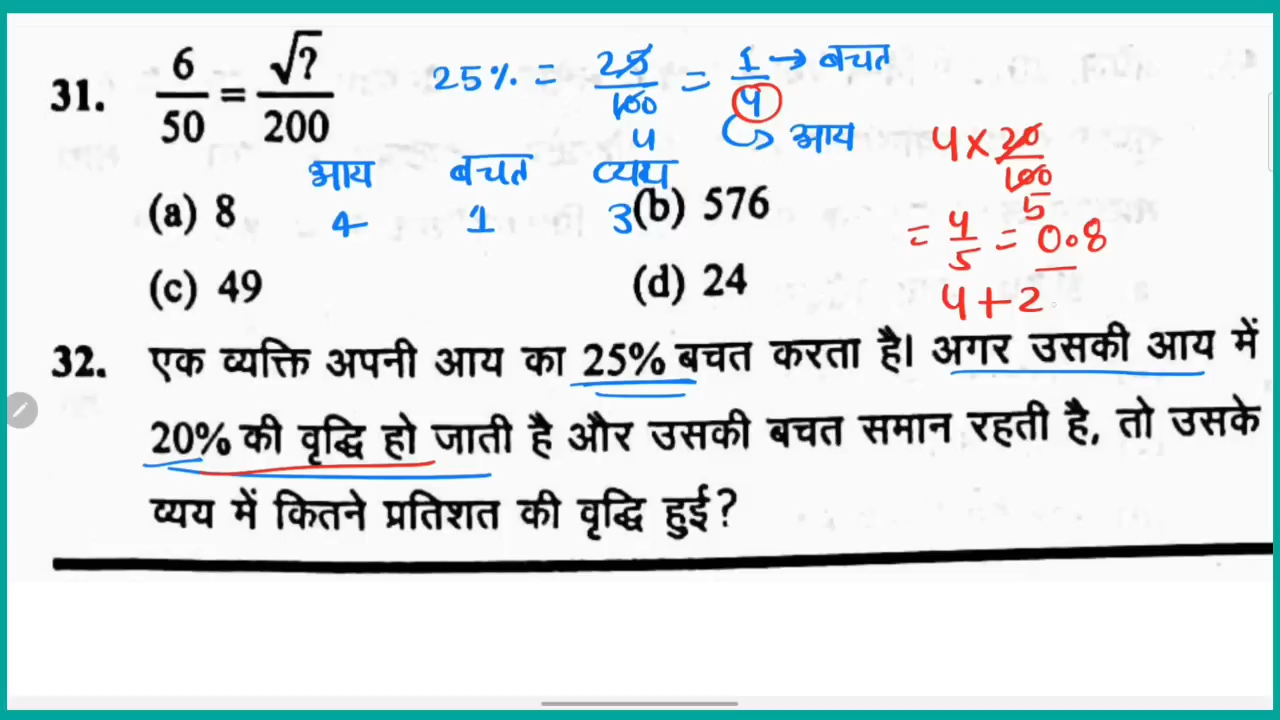 31. 6/50 = √?/200
25% = 25/100 4 = 1/4 → बचत
आय
आय बचत व्यय
4 1 3
4 × 20/100 5
= 4/5 = 0.8
4 + 2
(a) 8 (b) 576
(c) 49 (d) 24
32. एक व्यक्ति अपनी आय का 25% बचत करता है। अगर उसकी आय में
20% की वृद्धि हो जाती है और उसकी बचत समान रहती है, तो उसके
व्यय में कितने प्रतिशत की वृद्धि हुई?